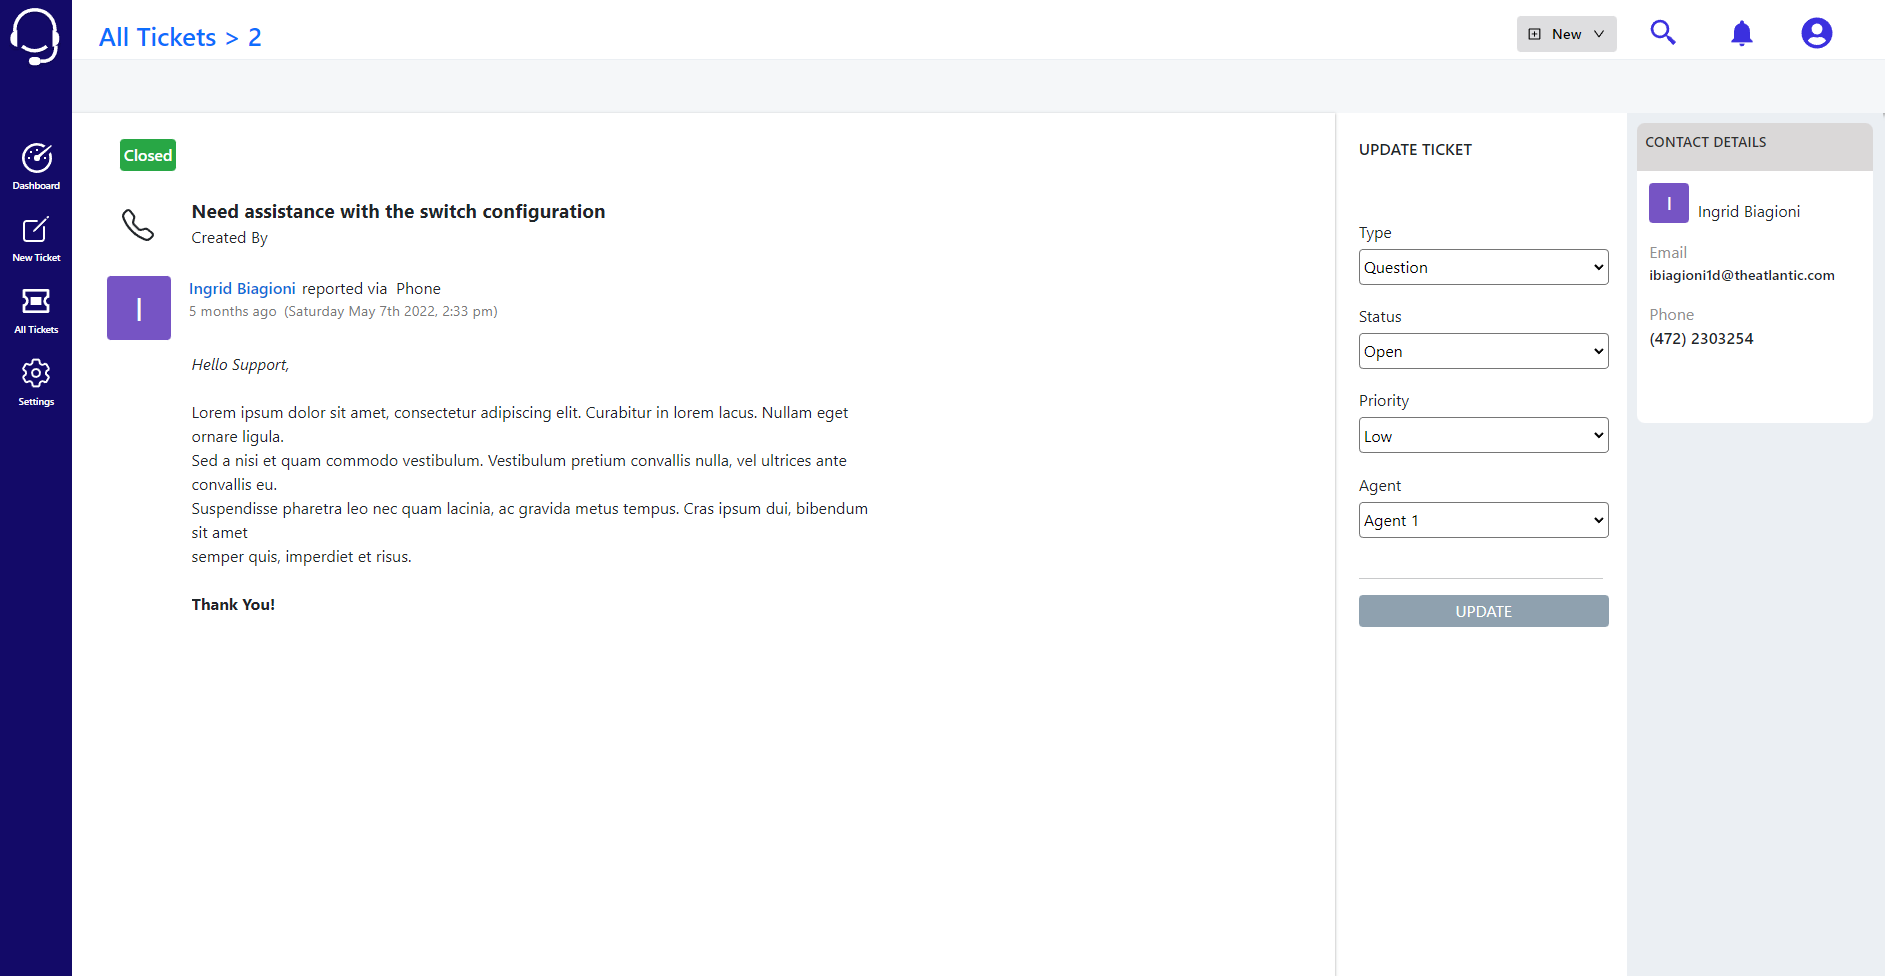 All Tickets > 2
New
Dashboard
New Ticket
All Tickets
Settings
Closed
Need assistance with the switch configuration
Created By
I
Ingrid Biagioni reported via Phone
5 months ago (Saturday May 7th 2022, 2:33 pm)
Hello Support,
Lorem ipsum dolor sit amet, consectetur adipiscing elit. Curabitur in lorem lacus. Nullam eget
ornare ligula.
Sed a nisi et quam commodo vestibulum. Vestibulum pretium convallis nulla, vel ultrices ante
convallis eu.
Suspendisse pharetra leo nec quam lacinia, ac gravida metus tempus. Cras ipsum dui, bibendum
sit amet
semper quis, imperdiet et risus.
Thank You!
UPDATE TICKET
Type
Question
Status
Open
Priority
Low
Agent
Agent 1
UPDATE
CONTACT DETAILS
I
Ingrid Biagioni
Email
ibiagioni1d@theatlantic.com
Phone
(472) 2303254